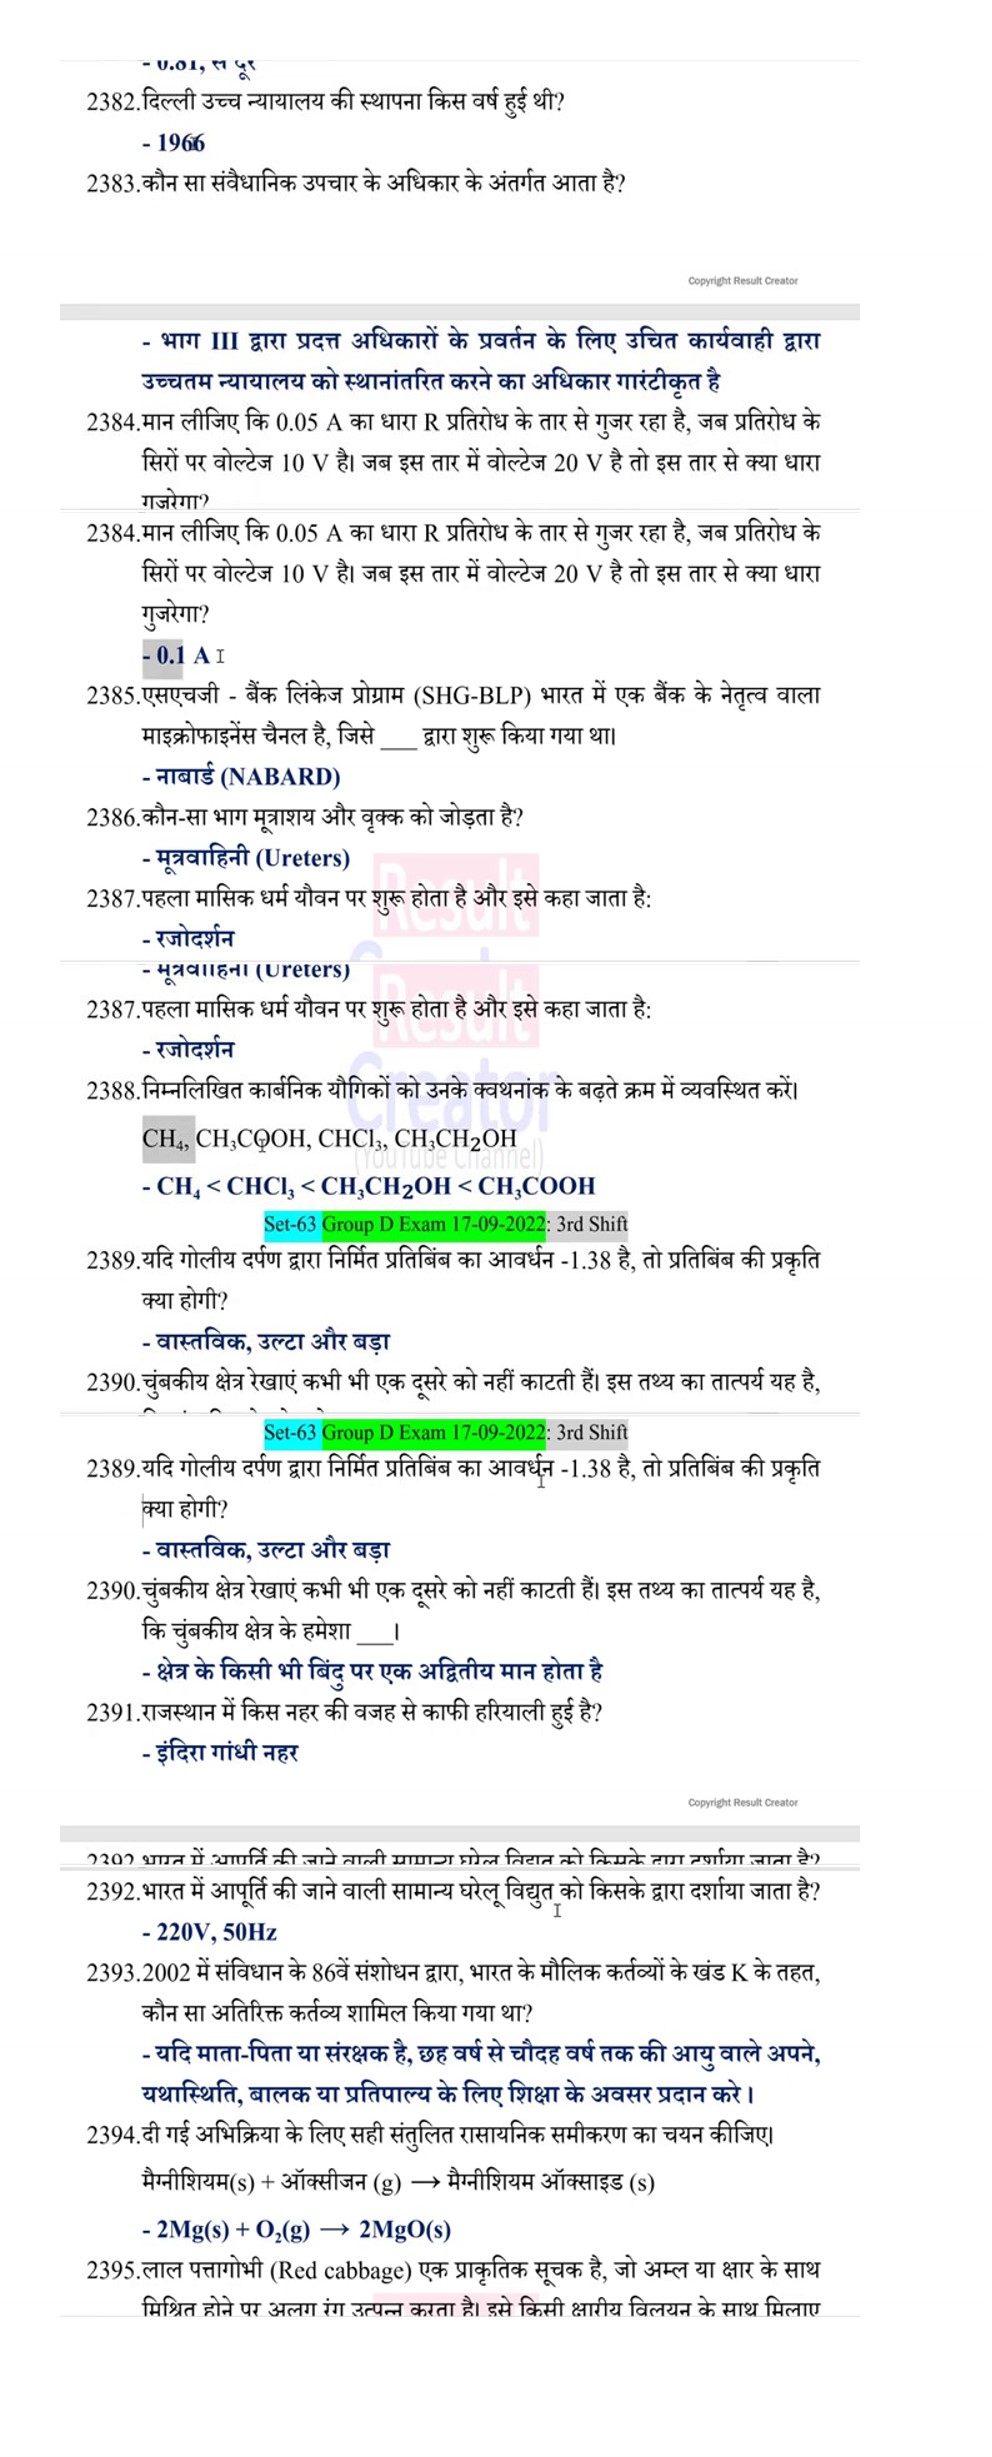 - 0.81, से दूर
2382.दिल्ली उच्च न्यायालय की स्थापना किस वर्ष हुई थी?
- 1966
2383.कौन सा संवैधानिक उपचार के अधिकार के अंतर्गत आता है?
Copyright Result Creator
- भाग III द्वारा प्रदत्त अधिकारों के प्रवर्तन के लिए उचित कार्यवाही द्वारा
उच्चतम न्यायालय को स्थानांतरित करने का अधिकार गारंटीकृत है
2384.मान लीजिए कि 0.05 A का धारा R प्रतिरोध के तार से गुजर रहा है, जब प्रतिरोध के
सिरों पर वोल्टेज 10 V है। जब इस तार में वोल्टेज 20 V है तो इस तार से क्या धारा
गुजरेगा?
2384.मान लीजिए कि 0.05 A का धारा R प्रतिरोध के तार से गुजर रहा है, जब प्रतिरोध के
सिरों पर वोल्टेज 10 V है। जब इस तार में वोल्टेज 20 V है तो इस तार से क्या धारा
गुजरेगा?
- 0.1 A
2385.एसएचजी - बैंक लिंकेज प्रोग्राम (SHG-BLP) भारत में एक बैंक के नेतृत्व वाला
माइक्रोफाइनेंस चैनल है, जिसे ___ द्वारा शुरू किया गया था।
- नाबार्ड (NABARD)
2386.कौन-सा भाग मूत्राशय और वृक्क को जोड़ता है?
- मूत्रवाहिनी (Ureters)
2387.पहला मासिक धर्म यौवन पर शुरू होता है और इसे कहा जाता है:
- रजोदर्शन
Result
- मूत्रवाहिनी (Ureters)
2387.पहला मासिक धर्म यौवन पर शुरू होता है और इसे कहा जाता है:
- रजोदर्शन
2388.निम्नलिखित कार्बनिक यौगिकों को उनके क्वथनांक के बढ़ते क्रम में व्यवस्थित करें।
CH₄, CH₃COOH, CHCl₃, CH₃CH₂OH
- CH₄ < CHCl₃ < CH₃CH₂OH < CH₃COOH
Result
Creator
(YouTube Channel)
Set-63 Group D Exam 17-09-2022: 3rd Shift
2389.यदि गोलीय दर्पण द्वारा निर्मित प्रतिबिंब का आवर्धन -1.38 है, तो प्रतिबिंब की प्रकृति
क्या होगी?
- वास्तविक, उल्टा और बड़ा
2390.चुंबकीय क्षेत्र रेखाएं कभी भी एक दूसरे को नहीं काटती हैं। इस तथ्य का तात्पर्य यह है,
Set-63 Group D Exam 17-09-2022: 3rd Shift
2389.यदि गोलीय दर्पण द्वारा निर्मित प्रतिबिंब का आवर्धन -1.38 है, तो प्रतिबिंब की प्रकृति
क्या होगी?
- वास्तविक, उल्टा और बड़ा
2390.चुंबकीय क्षेत्र रेखाएं कभी भी एक दूसरे को नहीं काटती हैं। इस तथ्य का तात्पर्य यह है,
कि चुंबकीय क्षेत्र के हमेशा ___।
- क्षेत्र के किसी भी बिंदु पर एक अद्वितीय मान होता है
2391.राजस्थान में किस नहर की वजह से काफी हरियाली हुई है?
- इंदिरा गांधी नहर
Copyright Result Creator
2392.भारत में आपूर्ति की जाने वाली सामान्य घरेलू विद्युत को किसके द्वारा दर्शाया जाता है?
2392.भारत में आपूर्ति की जाने वाली सामान्य घरेलू विद्युत को किसके द्वारा दर्शाया जाता है?
- 220V, 50Hz
2393.2002 में संविधान के 86वें संशोधन द्वारा, भारत के मौलिक कर्तव्यों के खंड K के तहत,
कौन सा अतिरिक्त कर्तव्य शामिल किया गया था?
- यदि माता-पिता या संरक्षक है, छह वर्ष से चौदह वर्ष तक की आयु वाले अपने,
यथास्थिति, बालक या प्रतिपाल्य के लिए शिक्षा के अवसर प्रदान करे ।
2394.दी गई अभिक्रिया के लिए सही संतुलित रासायनिक समीकरण का चयन कीजिए।
मैग्नीशियम(s) + ऑक्सीजन (g) ⟶ मैग्नीशियम ऑक्साइड (s)
- 2Mg(s) + O₂(g) ⟶ 2MgO(s)
2395.लाल पत्तागोभी (Red cabbage) एक प्राकृतिक सूचक है, जो अम्ल या क्षार के साथ
मिश्रित होने पर अलग रंग उत्पन्न करता है। इसे किसी क्षारीय विलयन के साथ मिलाए